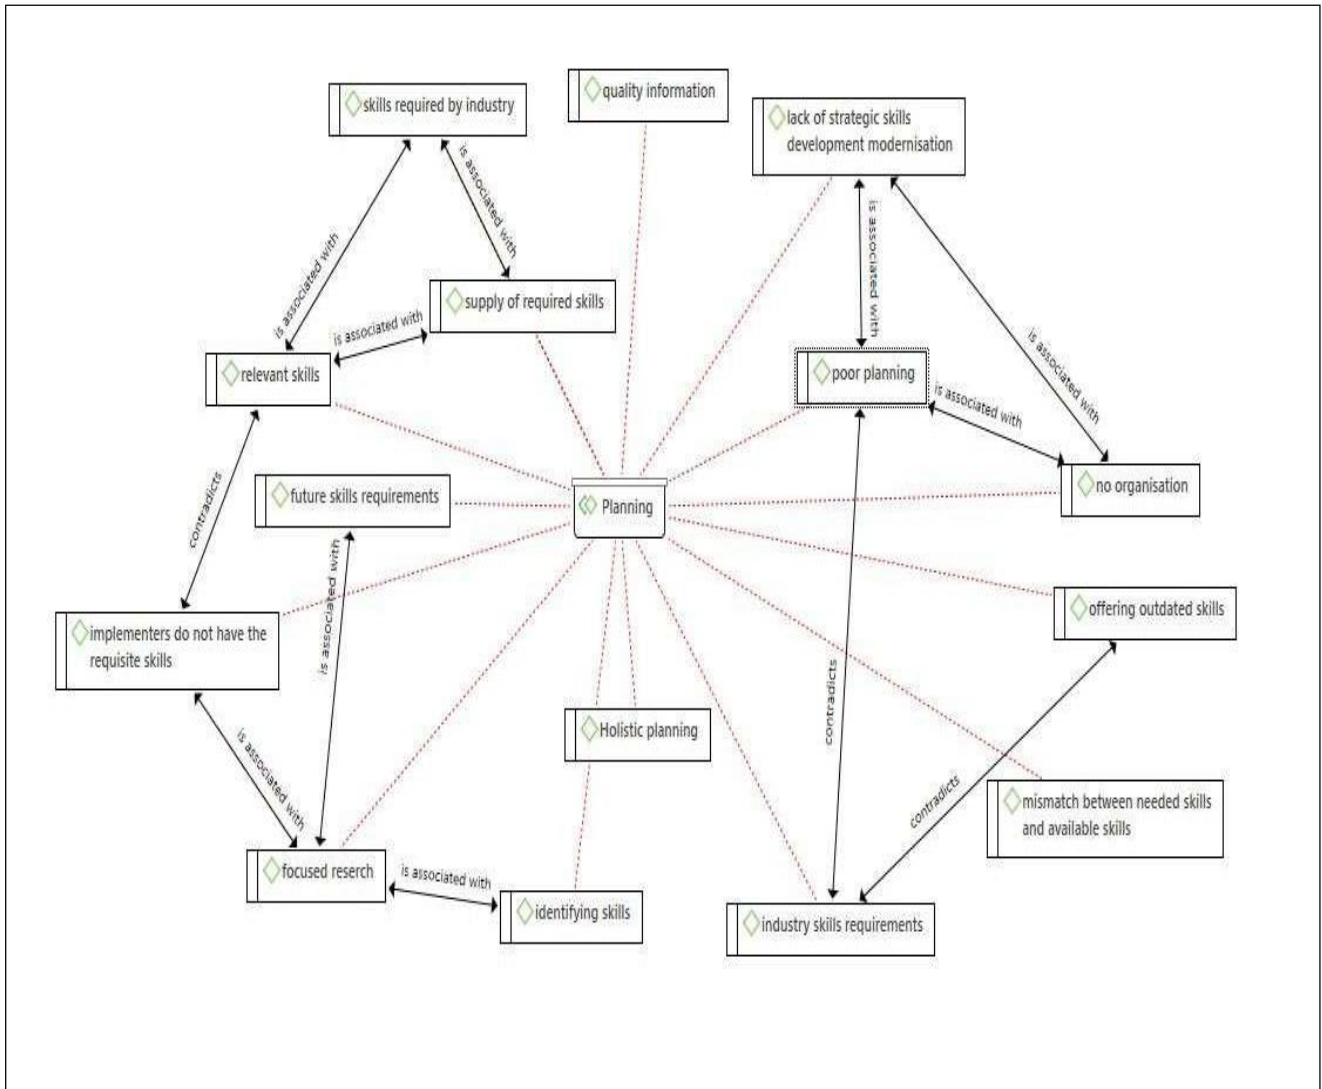 skills required by industry
quality information
lack of strategic skills
development modernisation
is associated with
is associated with
is associated with
supply of required skills
is associated with
is associated with
is associated with
relevant skills
poor planning
is associated with
contradicts
future skills requirements
Planning
no organisation
is associated with
offering outdated skills
implementers do not have the
requisite skills
contradicts
Holistic planning
is associated with
contradicts
mismatch between needed skills
and available skills
focused reserch
is associated with
identifying skills
industry skills requirements